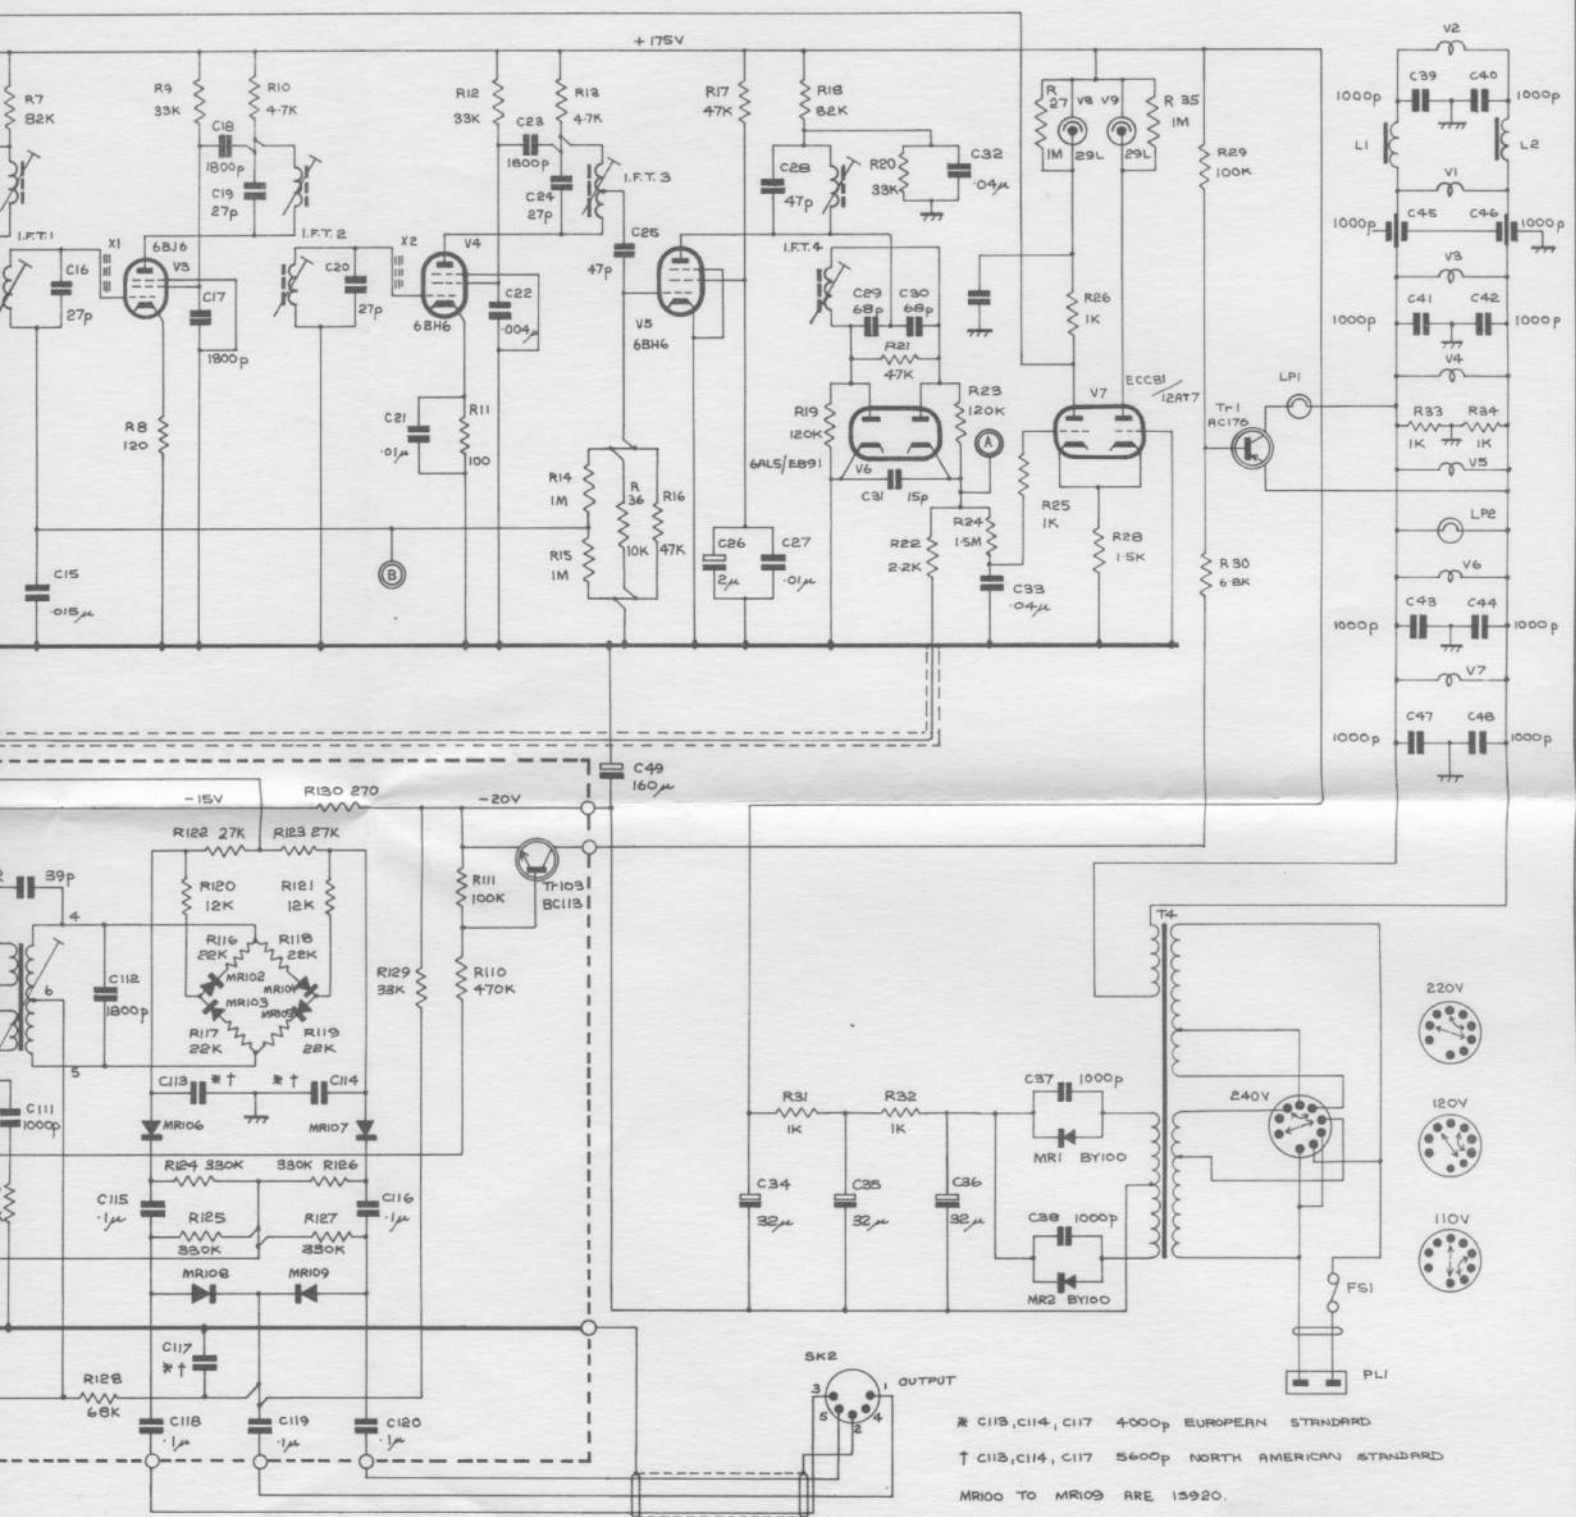 +175V
V2
R7
82K
R9
33K
R10
4·7K
C18
1800p
C19
27p
R12
33K
C23
1800p
R13
4·7K
C24
27p
I.F.T.3
R17
47K
R18
82K
C28
47p
R20
33K
C32
·04µ
R
27
1M
V8
V9
29L
29L
R 35
1M
R29
100K
C39
C40
1000p
1000p
L1
L2
V1
C45
C46
1000p
1000p
V3
C41
C42
1000p
1000p
V4
R33
R34
1K
1K
V5
LP2
V6
C43
C44
1000p
1000p
V7
C47
C48
1000p
1000p
I.F.T.1
C16
27p
X1
6BJ6
V3
C17
1800p
R8
120
I.F.T.2
C20
27p
X2
V4
6BH6
C22
·004µ
C21
·01µ
R11
100
C25
47p
V5
6BH6
R14
1M
R15
1M
R
36
10K
R16
47K
C26
2µ
C27
·01µ
I.F.T.4
C29
68p
C30
68p
R21
47K
R19
120K
R23
120K
A
6AL5/EB91
V6
C31
15p
R22
2.2K
R24
1·5M
C33
·04µ
R26
1K
V7
ECC81
/12AT7
R25
1K
R28
1·5K
Tr1
AC176
LP1
R30
6·8K
B
C15
·015µ
C49
160µ
-15V
R130 270
-20V
R122 27K
R123 27K
39p
4
R120
12K
R121
12K
R111
100K
Tr103
BC113
R116
22K
R118
22K
MR102
MR103
R117
22K
R119
22K
C112
1800p
6
5
R129
33K
R110
470K
C113
* †
* †
C114
C111
1000p
MR106
MR107
R124 330K
330K R126
C115
·1µ
C116
·1µ
R125
330K
R127
330K
MR108
MR109
C117
* †
R128
68K
C118
·1µ
C119
·1µ
C120
·1µ
T4
R31
1K
R32
1K
C34
32µ
C35
32µ
C36
32µ
C37
1000p
MR1 BY100
C38
1000p
MR2 BY100
240V
220V
120V
110V
FS1
PL1
SK2
OUTPUT
3
1
5
4
2
* C113,C114,C117 4000p EUROPEAN STANDARD
† C113,C114,C117 5600p NORTH AMERICAN STANDARD
MR100 TO MR109 ARE 1S920.